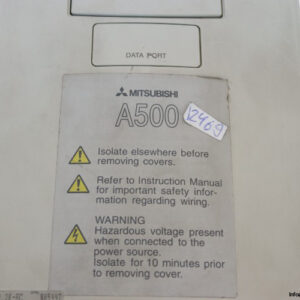 DATA PORT
MITSUBISHI
A500
2469
Isolate elsewhere before
removing covers.
Refer to Instruction Manual
for important safety infor-
mation regarding wiring.
WARNING
Hazardous voltage present
when connected to the
power source.
Isolate for 10 minutes prior
to removing cover.